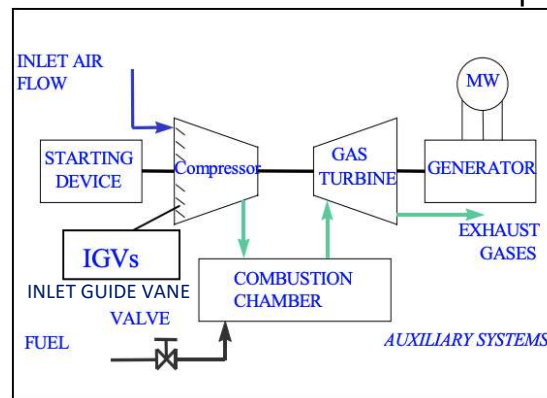 INLET AIR
FLOW
MW
STARTING
DEVICE
Compressor
GAS
TURBINE
GENERATOR
EXHAUST
GASES
IGVs
INLET GUIDE VANE
COMBUSTION
CHAMBER
VALVE
FUEL
AUXILIARY SYSTEMS